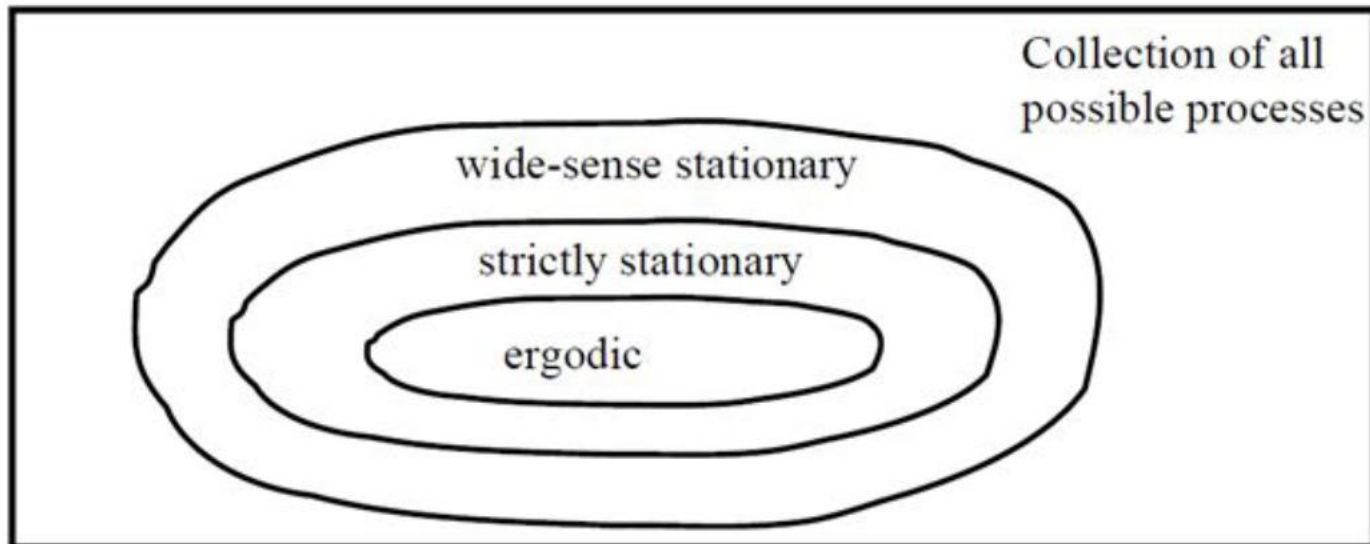 Collection of all
possible processes
wide-sense stationary
strictly stationary
ergodic